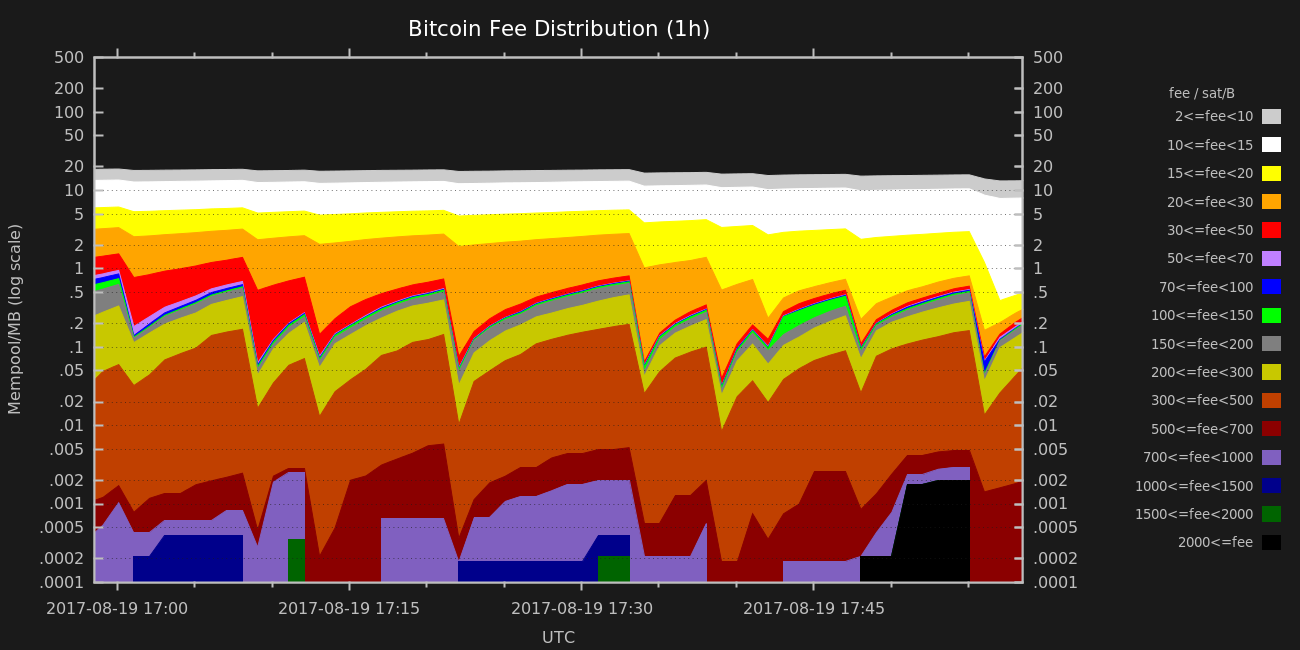 Bitcoin Fee Distribution (1h)
500
200
100
50
20
10
5
2
1
.5
.2
.1
.05
.02
.01
.005
.002
.001
.0005
.0002
.0001
Mempool/MB (log scale)
500
200
100
50
20
10
5
2
1
.5
.2
.1
.05
.02
.01
.005
.002
.001
.0005
.0002
.0001
2017-08-19 17:00
2017-08-19 17:15
2017-08-19 17:30
2017-08-19 17:45
UTC
fee / sat/B
2<=fee<10
10<=fee<15
15<=fee<20
20<=fee<30
30<=fee<50
50<=fee<70
70<=fee<100
100<=fee<150
150<=fee<200
200<=fee<300
300<=fee<500
500<=fee<700
700<=fee<1000
1000<=fee<1500
1500<=fee<2000
2000<=fee